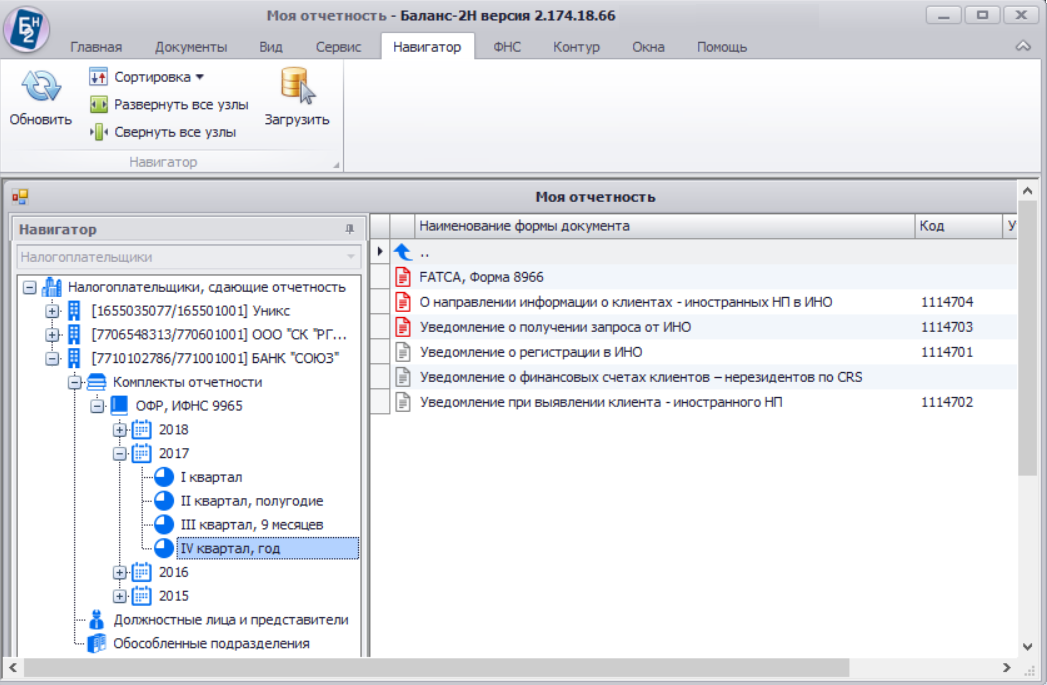 Моя отчетность - Баланс-2Н версия 2.174.18.66
Б2Н
Главная Документы Вид Сервис Навигатор ФНС Контур Окна Помощь
Обновить
Сортировка
Развернуть все узлы
Свернуть все узлы
Загрузить
Навигатор
Моя отчетность
Навигатор
Налогоплательщики
Налогоплательщики, сдающие отчетность
[1655035077/165501001] Уникс
[7706548313/770601001] ООО "СК "РГ...
[7710102786/771001001] БАНК "СОЮЗ"
Комплекты отчетности
ОФР, ИФНС 9965
2018
2017
I квартал
II квартал, полугодие
III квартал, 9 месяцев
IV квартал, год
2016
2015
Должностные лица и представители
Обособленные подразделения
Наименование формы документа Код У
..
FATCA, Форма 8966
О направлении информации о клиентах - иностранных НП в ИНО 1114704
Уведомление о получении запроса от ИНО 1114703
Уведомление о регистрации в ИНО 1114701
Уведомление о финансовых счетах клиентов – нерезидентов по CRS
Уведомление при выявлении клиента - иностранного НП 1114702